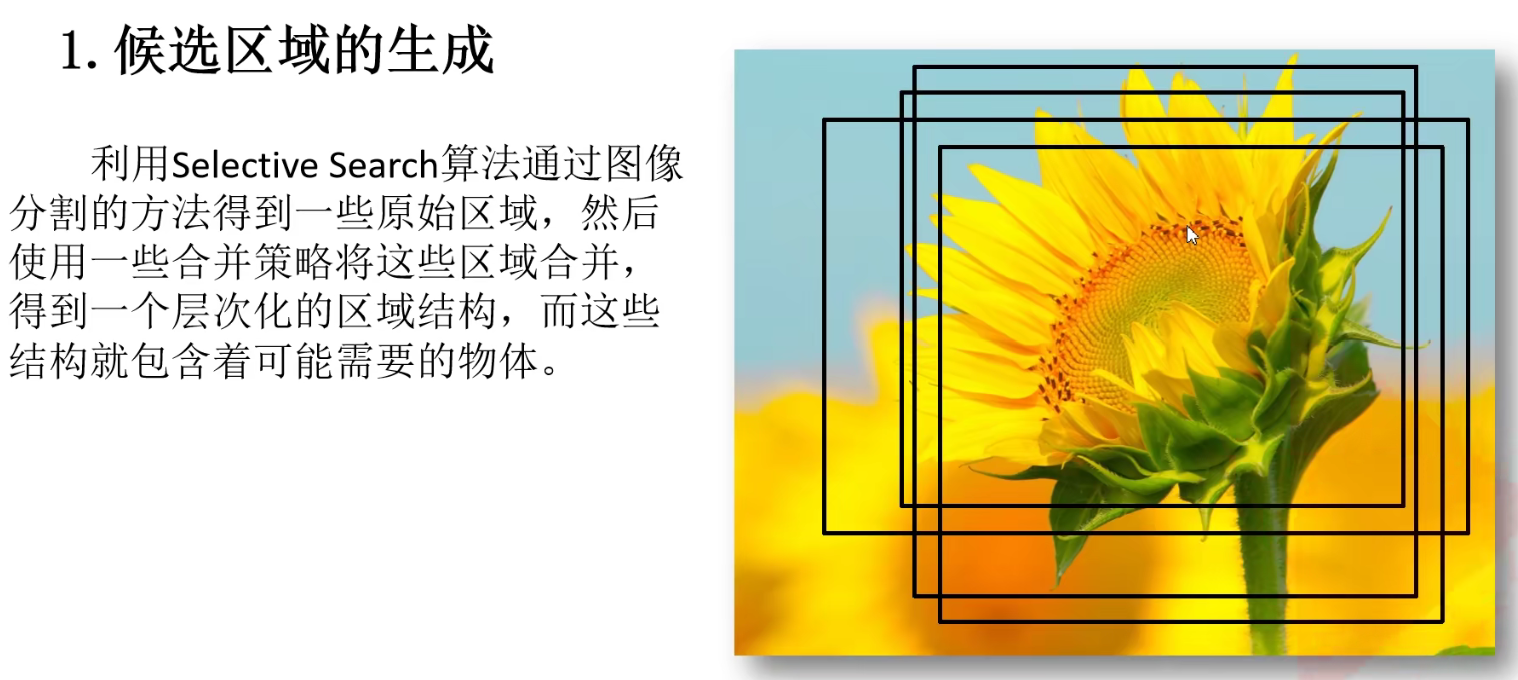 1. 候选区域的生成
利用Selective Search算法通过图像
分割的方法得到一些原始区域，然后
使用一些合并策略将这些区域合并，
得到一个层次化的区域结构，而这些
结构就包含着可能需要的物体。